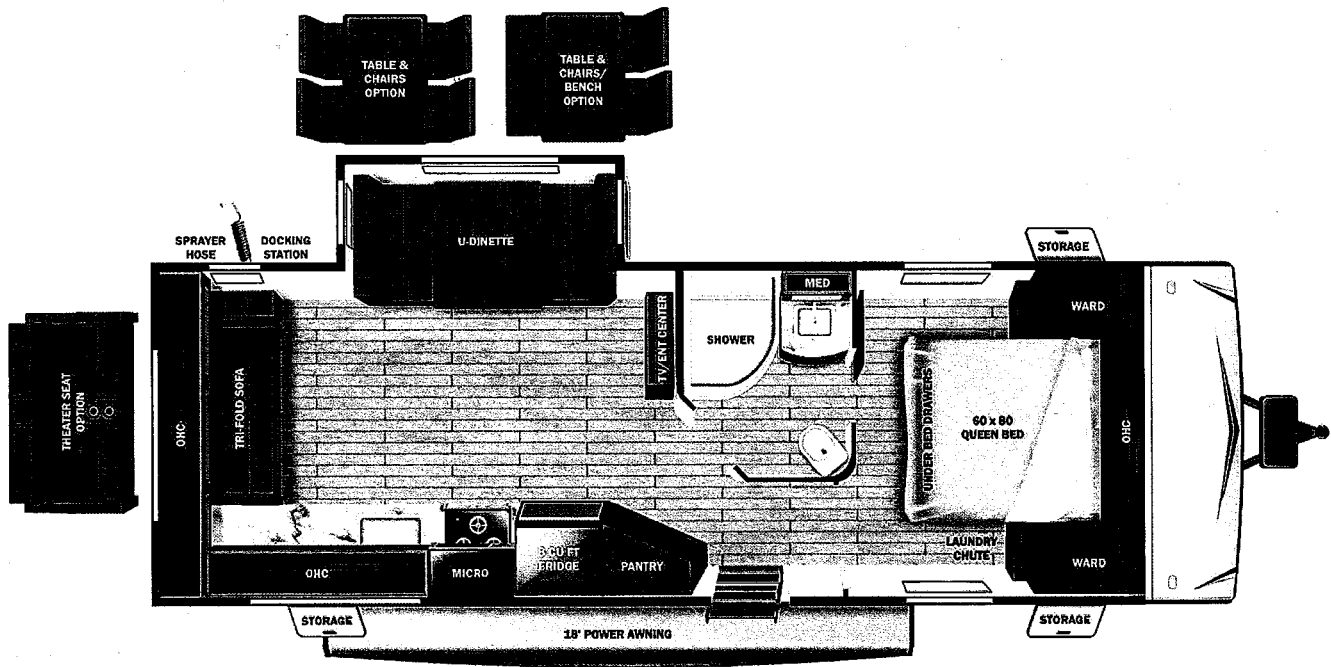 TABLE &
CHAIRS
OPTION
TABLE &
CHAIRS/
BENCH
OPTION
SPRAYER
HOSE
DOCKING
STATION
U-DINETTE
STORAGE
MED
WARD
SHOWER
TV/ENT CENTER
THEATER SEAT
OPTION
OHC
TRI-FOLD SOFA
UNDER BED DRAWERS
60 x 80
QUEEN BED
OHC
LAUNDRY
CHUTE
WARD
OHC
MICRO
CU FT
FRIDGE
PANTRY
STORAGE
18' POWER AWNING
STORAGE